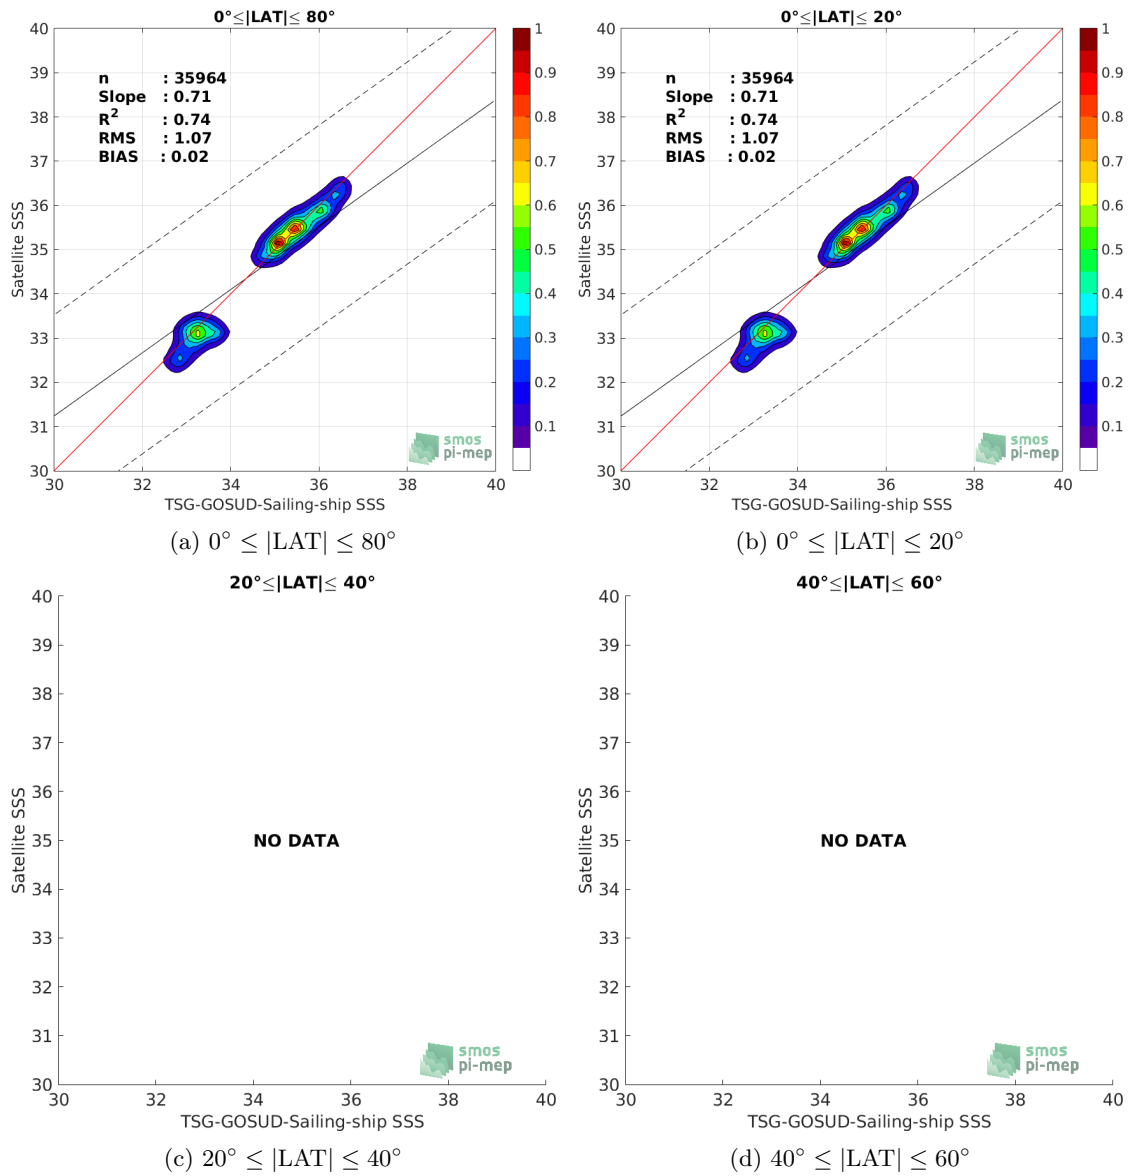 0°≤|LAT|≤ 80°
40
39
38
37
36
35
34
33
32
31
30
30
32
34
36
38
40
n : 35964
Slope : 0.71
R2 : 0.74
RMS : 1.07
BIAS : 0.02
1
0.9
0.8
0.7
0.6
0.5
0.4
0.3
0.2
0.1
Satellite SSS
TSG-GOSUD-Sailing-ship SSS
smos
pi-mep
(a) 0° ≤ |LAT| ≤ 80°
0°≤|LAT|≤ 20°
40
39
38
37
36
35
34
33
32
31
30
30
32
34
36
38
40
n : 35964
Slope : 0.71
R2 : 0.74
RMS : 1.07
BIAS : 0.02
1
0.9
0.8
0.7
0.6
0.5
0.4
0.3
0.2
0.1
Satellite SSS
TSG-GOSUD-Sailing-ship SSS
smos
pi-mep
(b) 0° ≤ |LAT| ≤ 20°
20°≤|LAT|≤ 40°
40
39
38
37
36
35
34
33
32
31
30
30
32
34
36
38
40
NO DATA
Satellite SSS
TSG-GOSUD-Sailing-ship SSS
smos
pi-mep
(c) 20° ≤ |LAT| ≤ 40°
40°≤|LAT|≤ 60°
40
39
38
37
36
35
34
33
32
31
30
30
32
34
36
38
40
NO DATA
Satellite SSS
TSG-GOSUD-Sailing-ship SSS
smos
pi-mep
(d) 40° ≤ |LAT| ≤ 60°